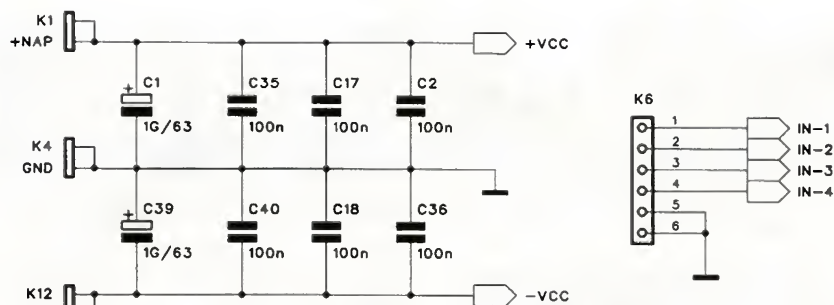 K1
+NAP
+VCC
+
C1
C35
C17
C2
1G/63
100n
100n
100n
K4
GND
+
C39
C40
C18
C36
1G/63
100n
100n
100n
K12
-VCC
K6
1
IN-1
2
IN-2
3
IN-3
4
IN-4
5
6